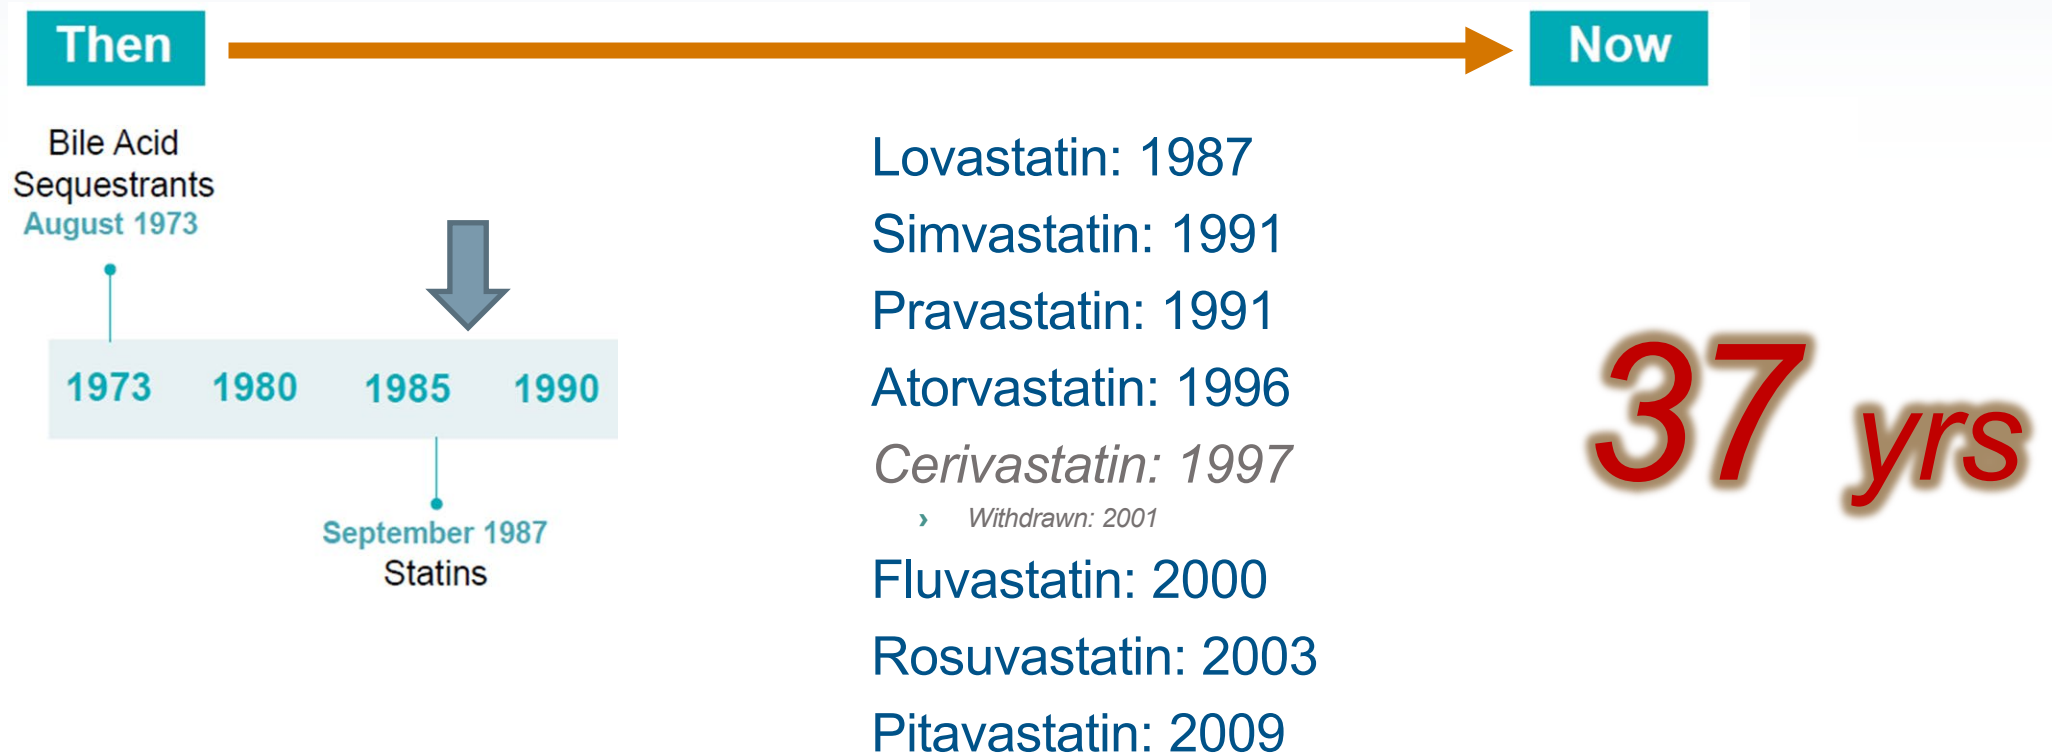 Then
Now
Bile Acid
Sequestrants
August 1973
1973 1980 1985 1990
September 1987
Statins
Lovastatin: 1987
Simvastatin: 1991
Pravastatin: 1991
Atorvastatin: 1996
Cerivastatin: 1997
› Withdrawn: 2001
Fluvastatin: 2000
Rosuvastatin: 2003
Pitavastatin: 2009
37 yrs